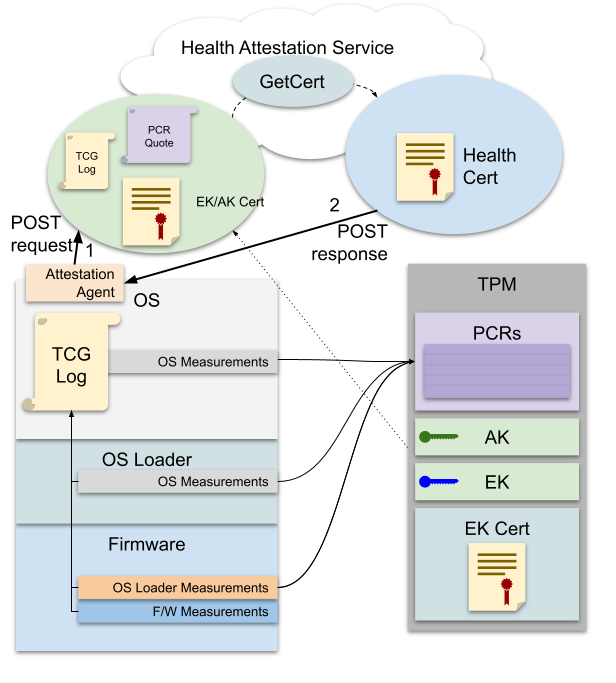 Health Attestation Service
GetCert
PCR
Quote
TCG
Log
EK/AK Cert
Health
Cert
POST
request
1
2
POST
response
Attestation
Agent
OS
TCG
Log
OS Measurements
OS Loader
OS Measurements
Firmware
OS Loader Measurements
F/W Measurements
TPM
PCRs
AK
EK
EK Cert